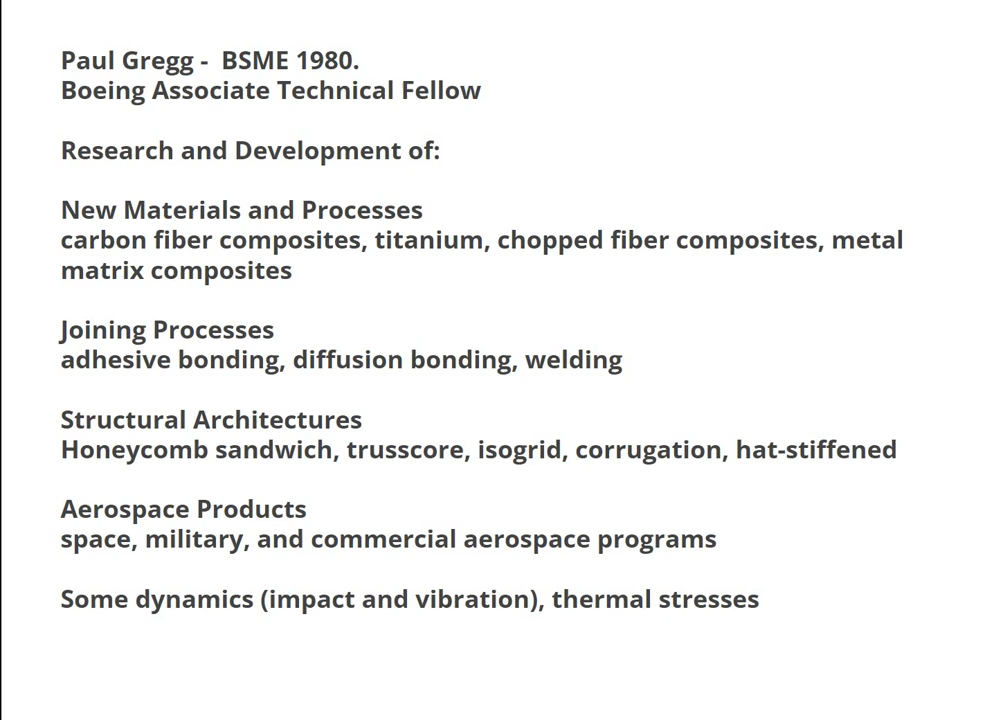 Paul Gregg -  BSME 1980.
Boeing Associate Technical Fellow
Research and Development of:
New Materials and Processes
carbon fiber composites, titanium, chopped fiber composites, metal
matrix composites
Joining Processes
adhesive bonding, diffusion bonding, welding
Structural Architectures
Honeycomb sandwich, trusscore, isogrid, corrugation, hat-stiffened
Aerospace Products
space, military, and commercial aerospace programs
Some dynamics (impact and vibration), thermal stresses